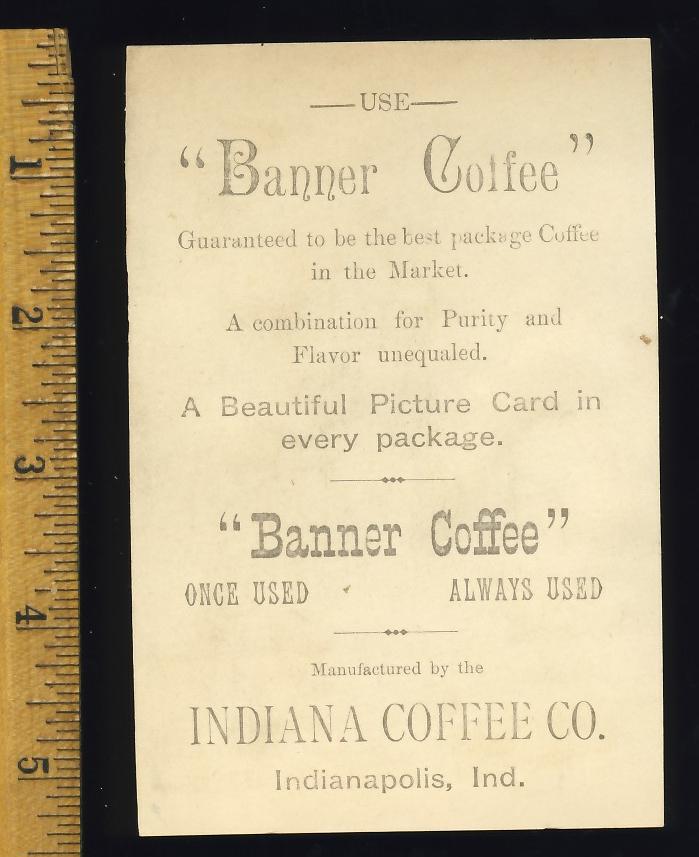 —USE—
“Banner Coffee”
Guaranteed to be the best package Coffee
in the Market.
A combination for Purity and
Flavor unequaled.
A Beautiful Picture Card in
every package.
“Banner Coffee”
ONCE USED ALWAYS USED
Manufactured by the
INDIANA COFFEE CO.
Indianapolis, Ind.
1
2
3
4
5